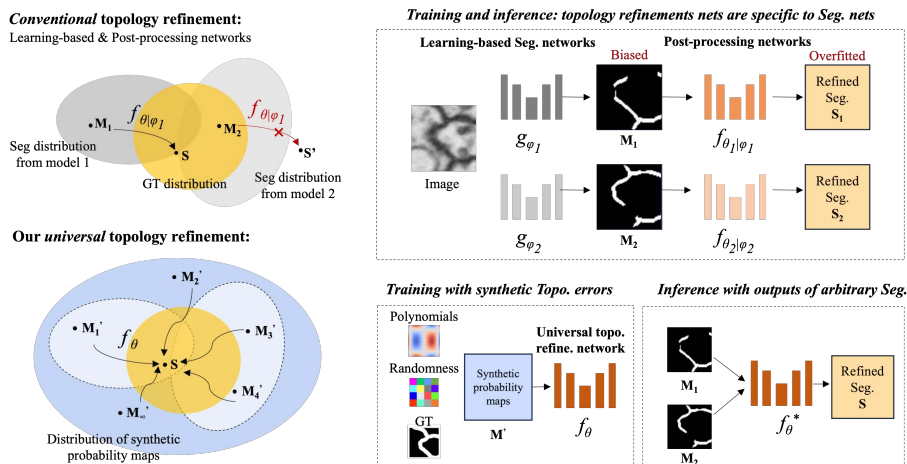 Conventional topology refinement:
Learning-based & Post-processing networks
M1
fθ|φ1
M2
fθ|φ1
S
S'
Seg distribution
from model 1
GT distribution
Seg distribution
from model 2
Training and inference: topology refinements nets are specific to Seg. nets
Learning-based Seg. networks
Biased
Post-processing networks
Overfitted
Image
gφ1
M1
fθ1|φ1
Refined
Seg.
S1
gφ2
M2
fθ2|φ2
Refined
Seg.
S2
Our universal topology refinement:
M1'
M2'
M3'
M4'
M∞'
fθ
S
Distribution of synthetic
probability maps
Training with synthetic Topo. errors
Polynomials
Randomness
GT
Synthetic
probability
maps
M'
Universal topo.
refine. network
fθ
Inference with outputs of arbitrary Seg.
M1
M2
fθ*
Refined
Seg.
S